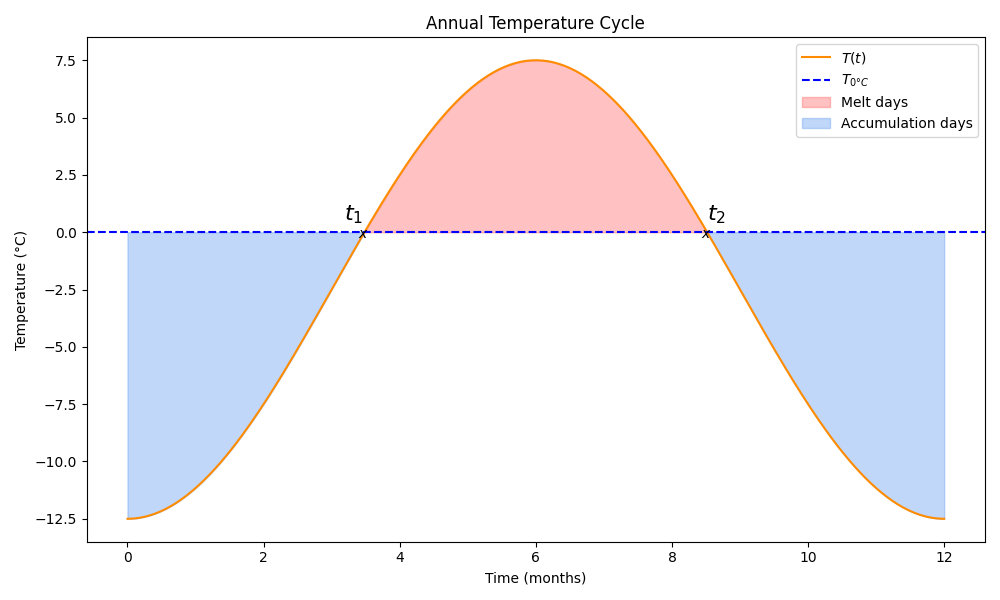 Annual Temperature Cycle
T(t)
T₀°C
Melt days
Accumulation days
7.5
5.0
2.5
0.0
−2.5
−5.0
−7.5
−10.0
−12.5
Temperature (°C)
t₁
t₂
x
x
0 2 4 6 8 10 12
Time (months)